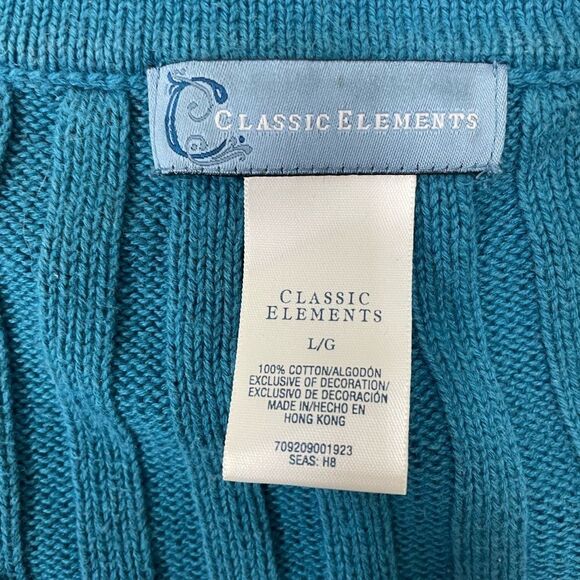 CLASSIC ELEMENTS
CLASSIC
ELEMENTS
L/G
100% COTTON/ALGODÓN
EXCLUSIVE OF DECORATION/
EXCLUSIVO DE DECORACIÓN
MADE IN/HECHO EN
HONG KONG
709209001923
SEAS: H8